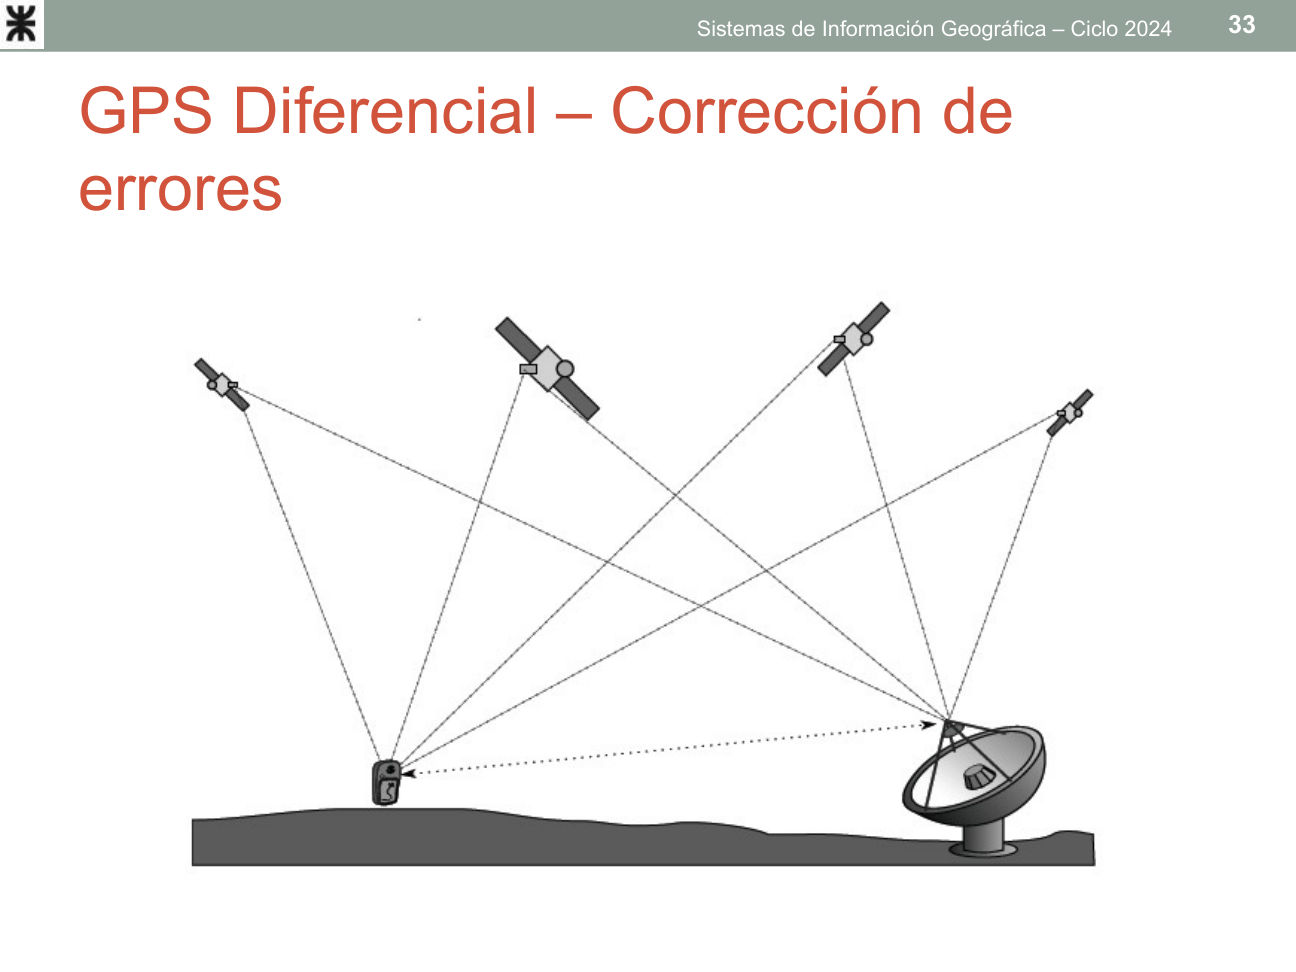 Sistemas de Información Geográfica – Ciclo 2024
33
GPS Diferencial – Corrección de
errores